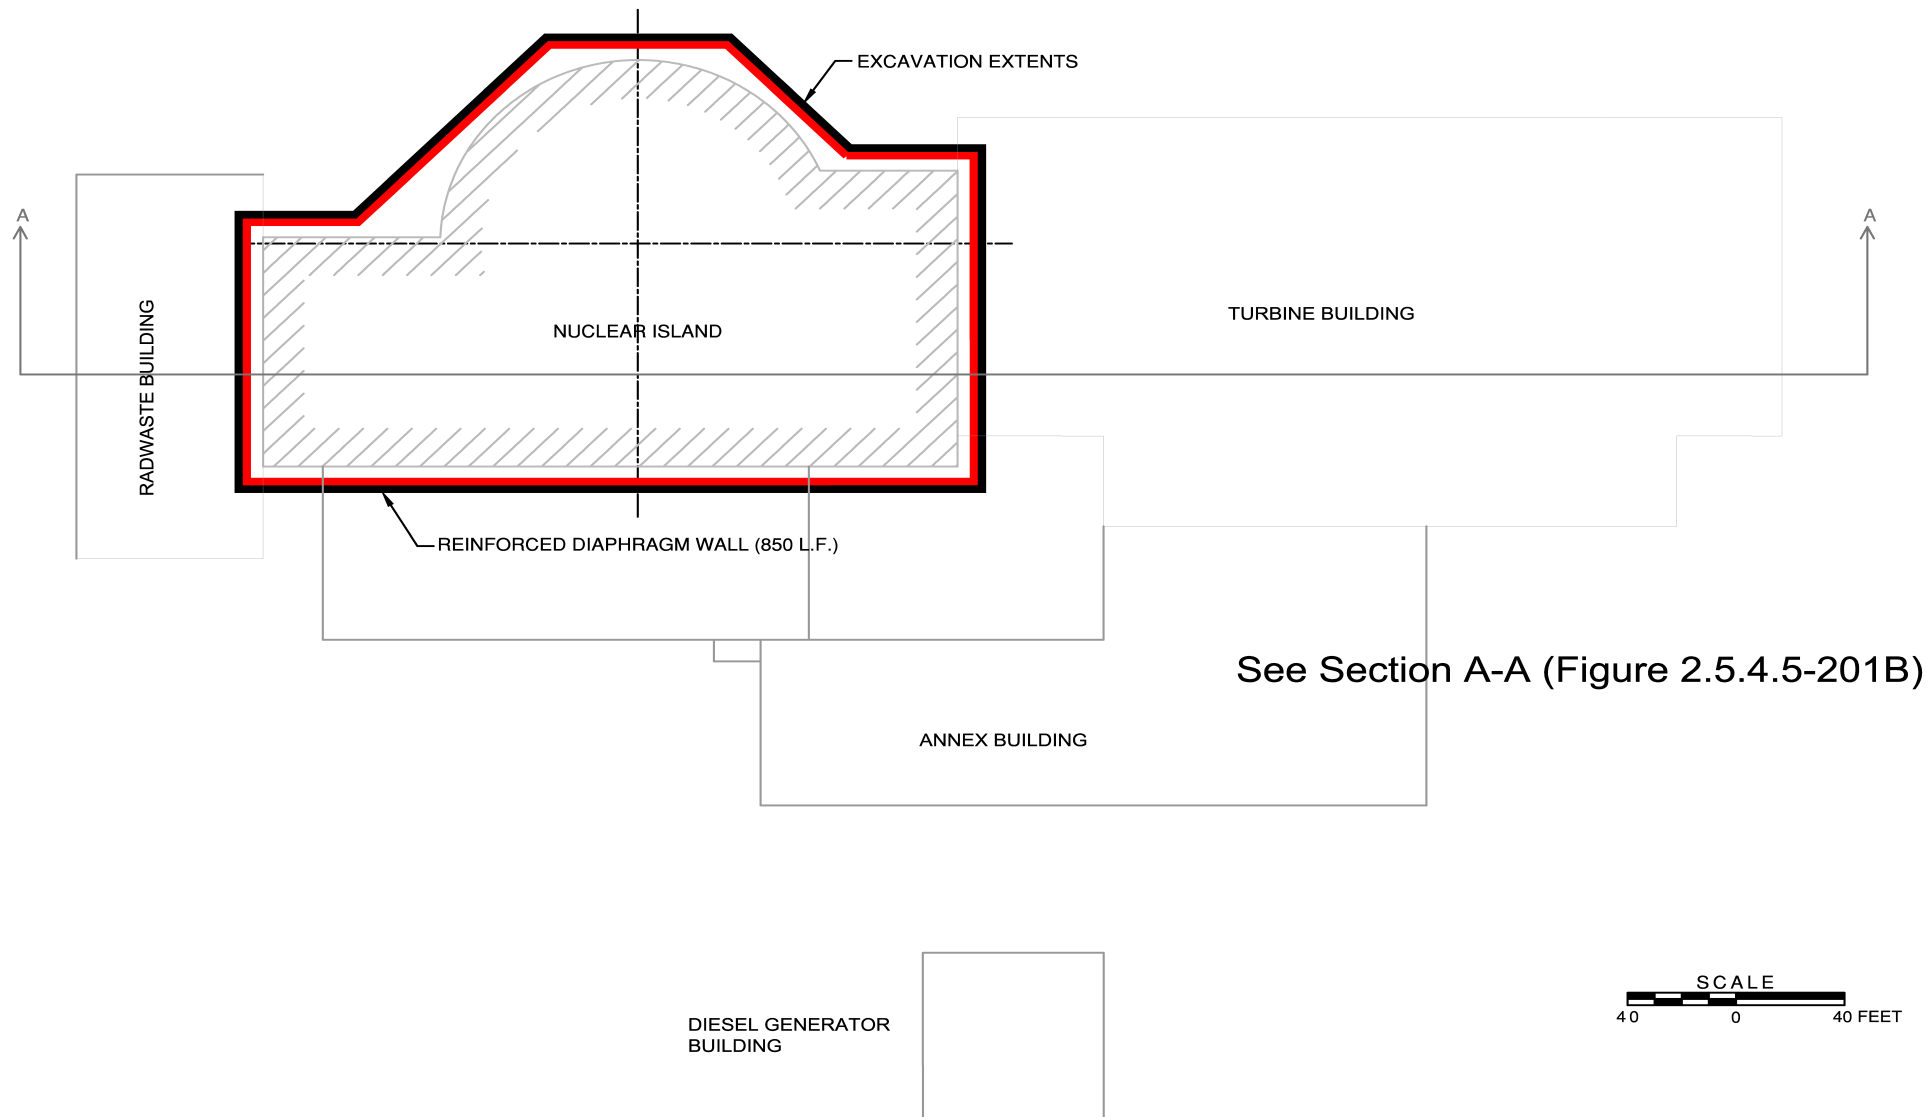 EXCAVATION EXTENTS
A
A
RADWASTE BUILDING
NUCLEAR ISLAND
TURBINE BUILDING
REINFORCED DIAPHRAGM WALL (850 L.F.)
See Section A-A (Figure 2.5.4.5-201B)
ANNEX BUILDING
SCALE
40 0 40 FEET
DIESEL GENERATOR
BUILDING